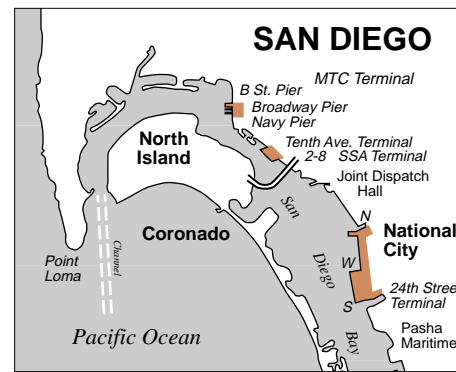 SAN DIEGO
MTC Terminal
B St. Pier
Broadway Pier
Navy Pier
North
Island
Tenth Ave. Terminal
2-8 SSA Terminal
Joint Dispatch
Hall
San
Diego
Bay
N
National
City
W
S
Coronado
Channel
Point
Loma
24th Stree
Terminal
Pacific Ocean
Pasha
Maritime